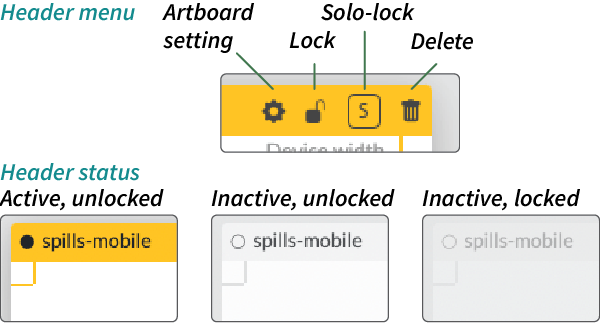 Header menu
Artboard setting
Lock
Solo-lock
Delete
S
Device width
Header status
Active, unlocked
Inactive, unlocked
Inactive, locked
spills-mobile
spills-mobile
spills-mobile